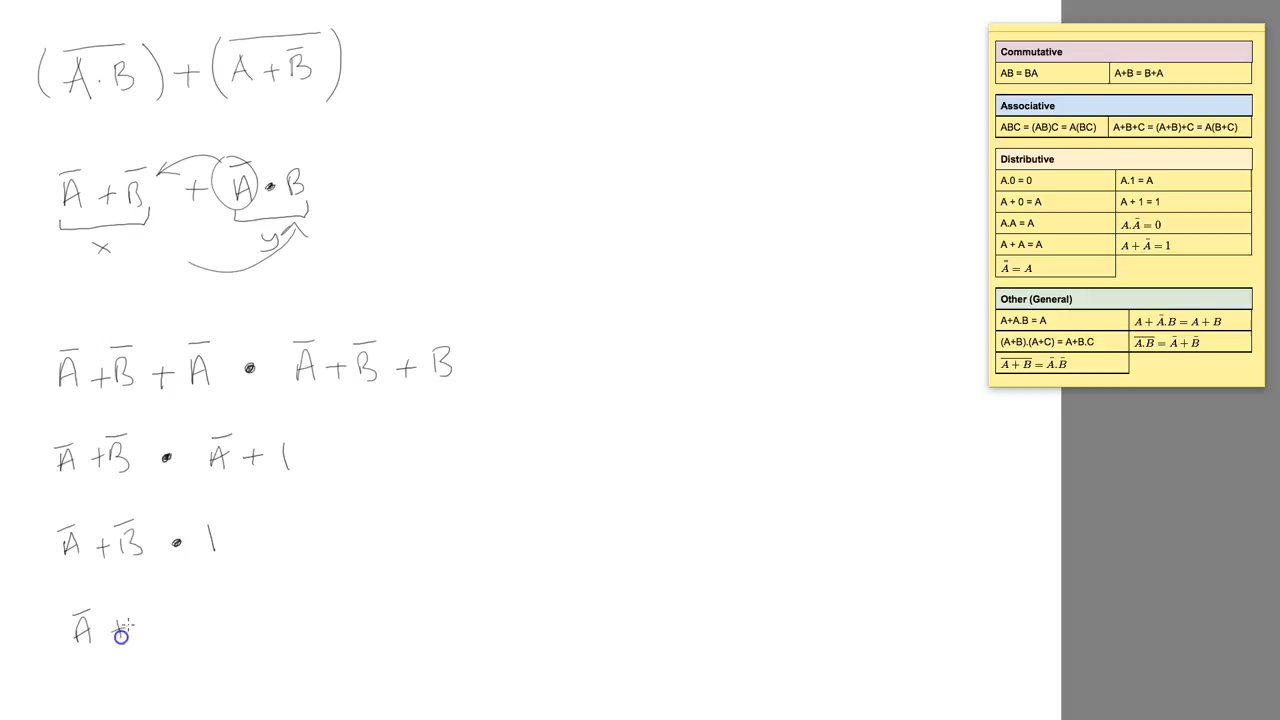 (A̅·̅B̅) + (A̅ ̅+̅ ̅B̅̅)
A̅ + B̅ + A̅ · B
x y
A̅ + B̅ + A̅ · A̅ + B̅ + B
A̅ + B̅ · A̅ + 1
A̅ + B̅ · 1
A̅ +
Commutative
AB = BA A+B = B+A
Associative
ABC = (AB)C = A(BC) A+B+C = (A+B)+C = A(B+C)
Distributive
A.0 = 0 A.1 = A
A + 0 = A A + 1 = 1
A.A = A A.A̅ = 0
A + A = A A + A̅ = 1
A̿ = A
Other (General)
A+A.B = A A + A̅.B = A + B
(A+B).(A+C) = A+B.C A̅.̅B̅ = A̅ + B̅
A̅ ̅+̅ ̅B̅ = A̅.B̅